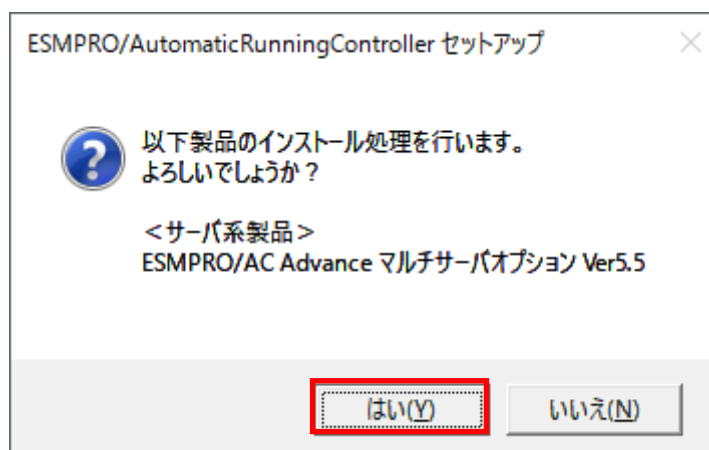 ESMPRO/AutomaticRunningController セットアップ
以下製品のインストール処理を行います。
よろしいでしょうか？
＜サーバ系製品＞
ESMPRO/AC Advance マルチサーバオプション Ver5.5
はい(Y)
いいえ(N)